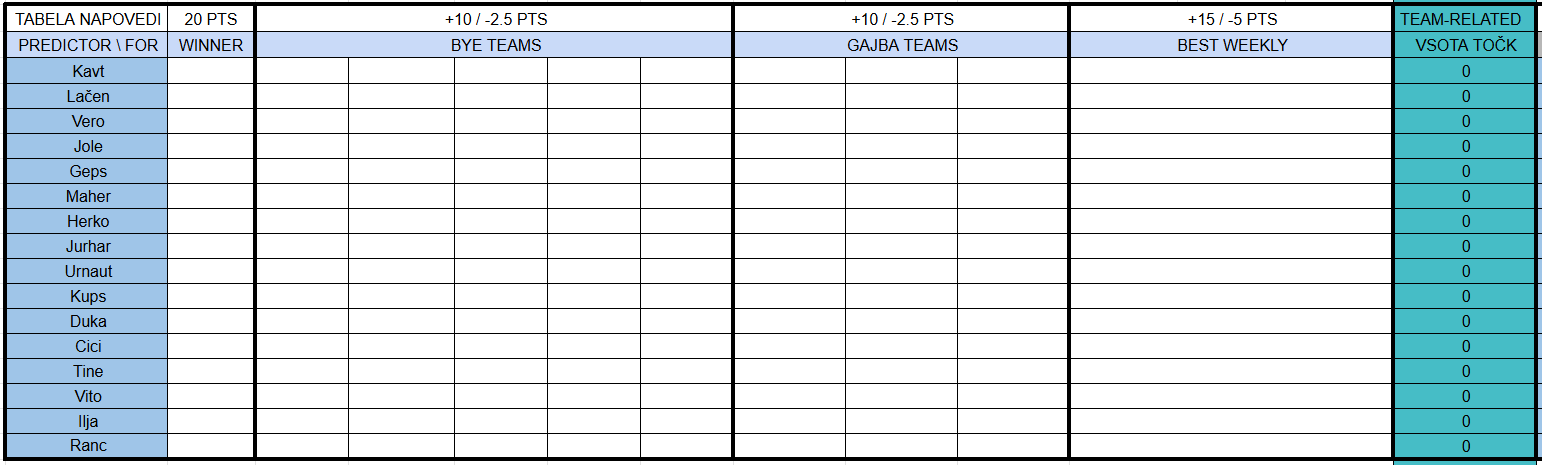 TABELA NAPOVEDI 20 PTS +10 / -2.5 PTS +10 / -2.5 PTS +15 / -5 PTS TEAM-RELATED
PREDICTOR \ FOR WINNER BYE TEAMS GAJBA TEAMS BEST WEEKLY VSOTA TOČK
Kavt 0
Lačen 0
Vero 0
Jole 0
Geps 0
Maher 0
Herko 0
Jurhar 0
Urnaut 0
Kups 0
Duka 0
Cici 0
Tine 0
Vito 0
Ilja 0
Ranc 0